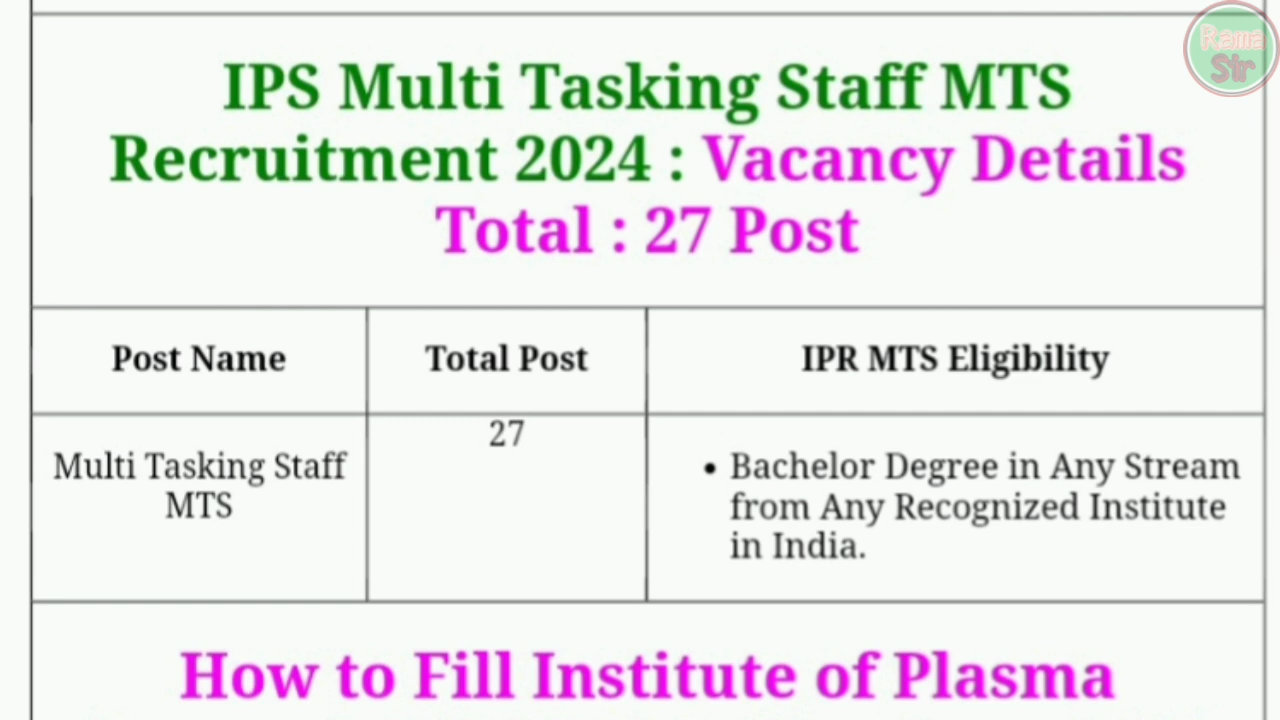 Rama
Sir
IPS Multi Tasking Staff MTS
Recruitment 2024 : Vacancy Details
Total : 27 Post
Post Name
Total Post
IPR MTS Eligibility
Multi Tasking Staff
MTS
27
• Bachelor Degree in Any Stream
from Any Recognized Institute
in India.
How to Fill Institute of Plasma